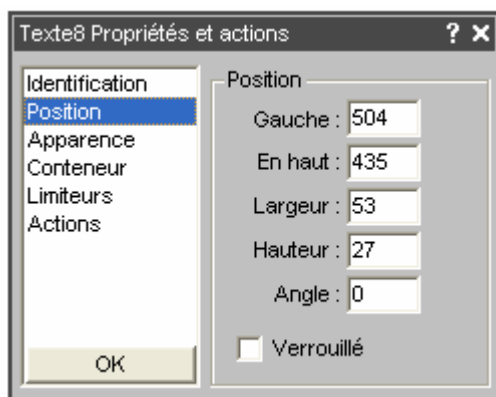 Texte8 Propriétés et actions ? ×
Identification
Position
Apparence
Conteneur
Limiteurs
Actions
OK
Position
Gauche : 504
En haut : 435
Largeur : 53
Hauteur : 27
Angle : 0
Verrouillé